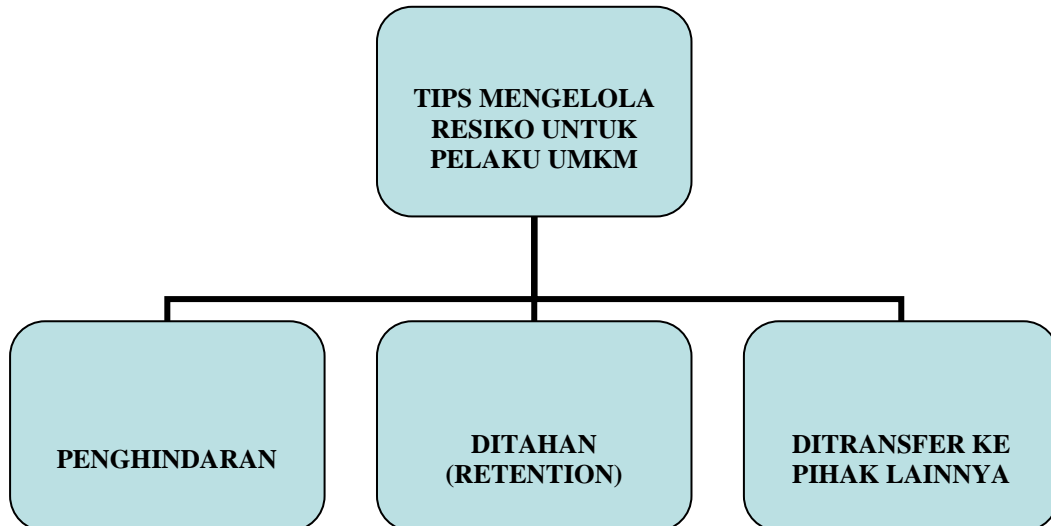 TIPS MENGELOLA
RESIKO UNTUK
PELAKU UMKM
PENGHINDARAN
DITAHAN
(RETENTION)
DITRANSFER KE
PIHAK LAINNYA